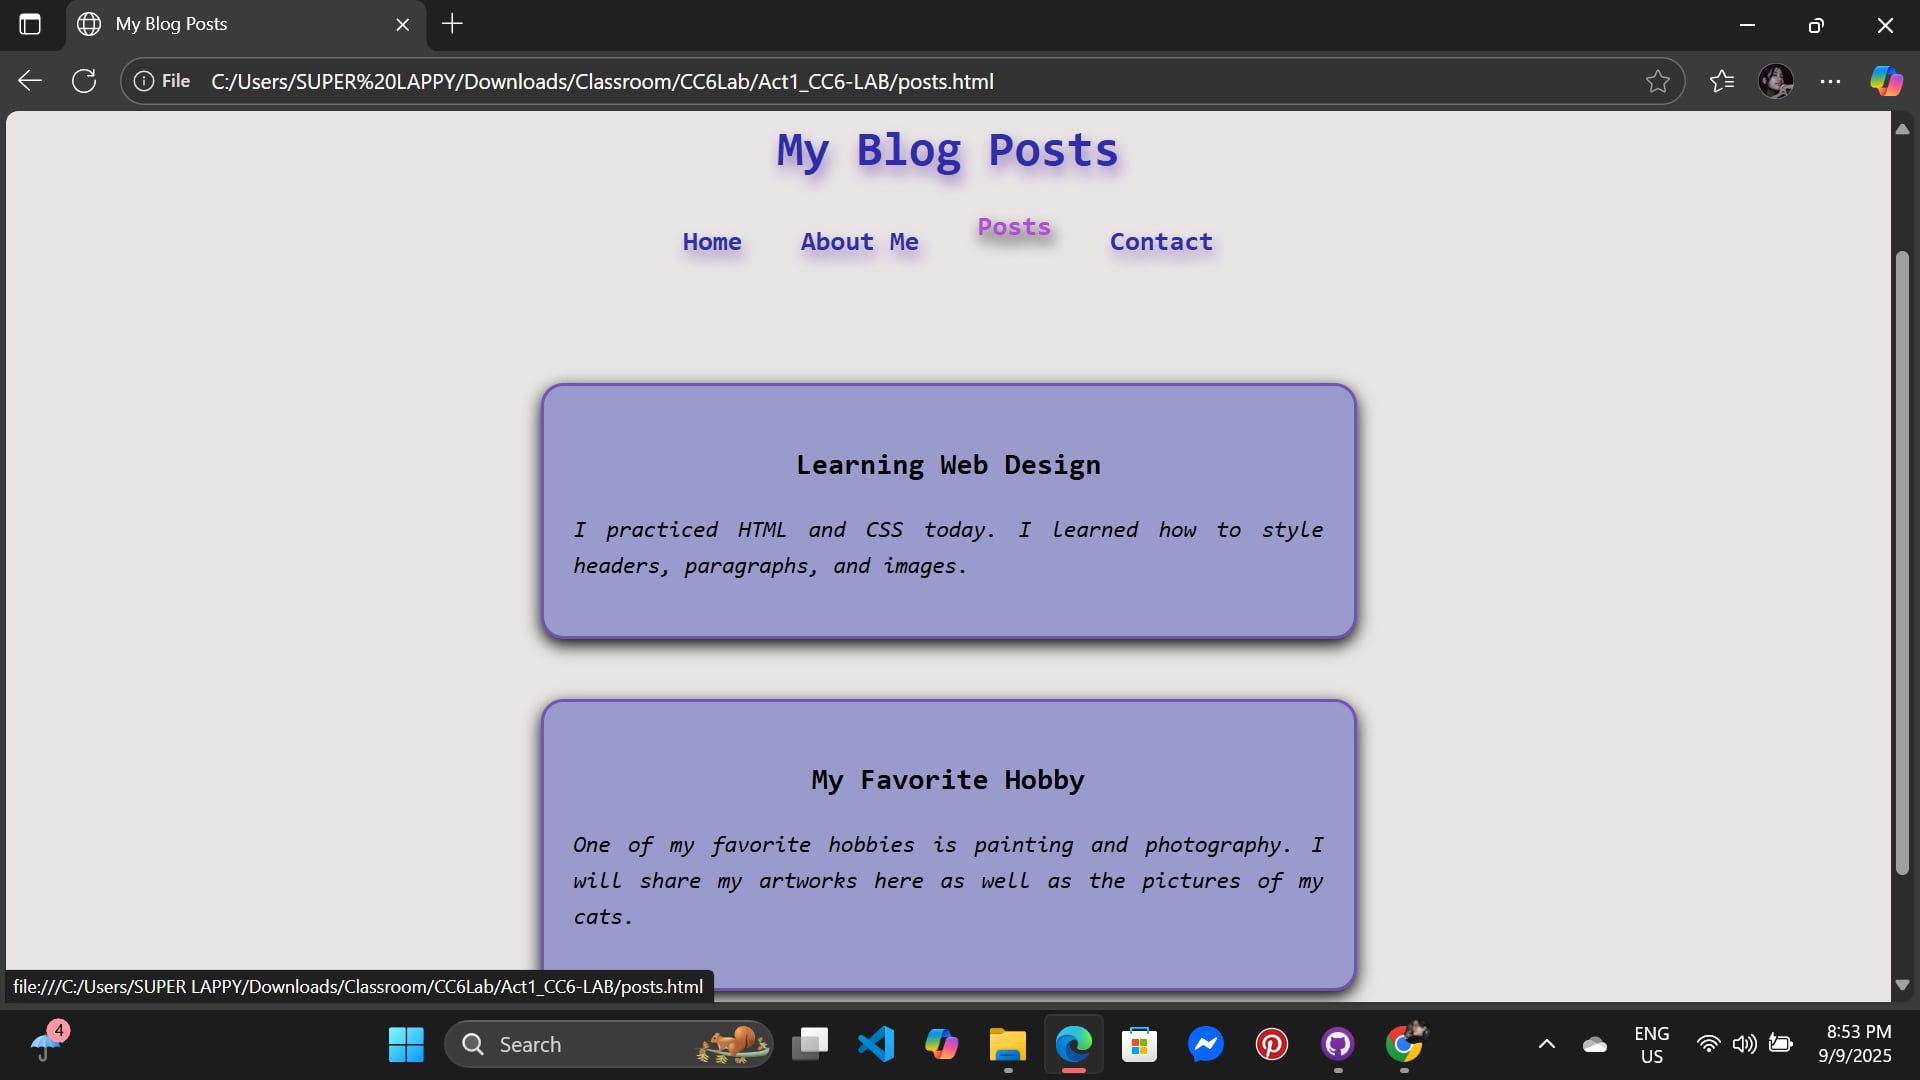 My Blog Posts
File C:/Users/SUPER%20LAPPY/Downloads/Classroom/CC6Lab/Act1_CC6-LAB/posts.html
My Blog Posts
Home About Me Posts Contact
Learning Web Design
I practiced HTML and CSS today. I learned how to style
headers, paragraphs, and images.
My Favorite Hobby
One of my favorite hobbies is painting and photography. I
will share my artworks here as well as the pictures of my
cats.
file:///C:/Users/SUPER LAPPY/Downloads/Classroom/CC6Lab/Act1_CC6-LAB/posts.html
4
Search
ENG
US
8:53 PM
9/9/2025